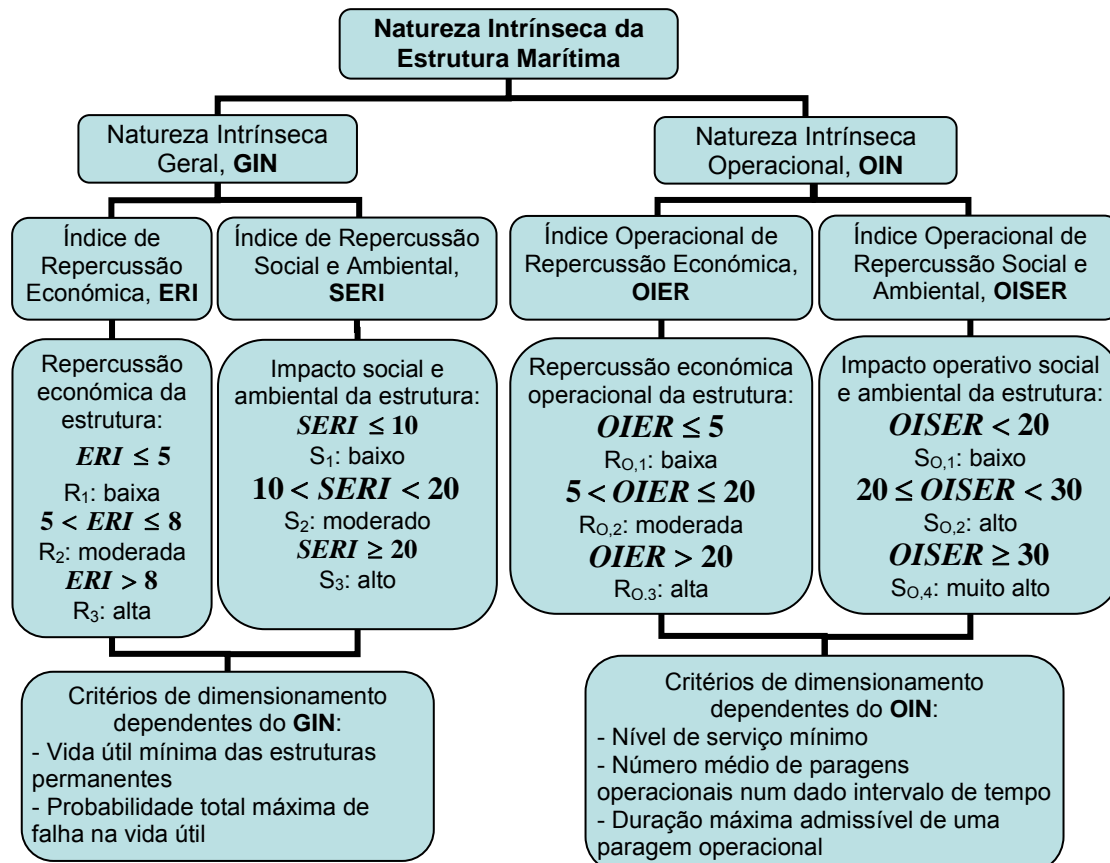 Natureza Intrínseca da
Estrutura Marítima
Natureza Intrínseca
Geral, GIN
Natureza Intrínseca
Operacional, OIN
Índice de
Repercussão
Económica, ERI
Índice de Repercussão
Social e Ambiental,
SERI
Índice Operacional de
Repercussão Económica,
OIER
Índice Operacional de
Repercussão Social e
Ambiental, OISER
Repercussão
económica da
estrutura:
ERI ≤ 5
R1: baixa
5 < ERI ≤ 8
R2: moderada
ERI > 8
R3: alta
Impacto social e
ambiental da estrutura:
SERI ≤ 10
S1: baixo
10 < SERI < 20
S2: moderado
SERI ≥ 20
S3: alto
Repercussão económica
operacional da estrutura:
OIER ≤ 5
RO,1: baixa
5 < OIER ≤ 20
RO,2: moderada
OIER > 20
RO.3: alta
Impacto operativo social
e ambiental da estrutura:
OISER < 20
SO,1: baixo
20 ≤ OISER < 30
SO,2: alto
OISER ≥ 30
SO,4: muito alto
Critérios de dimensionamento
dependentes do GIN:
- Vida útil mínima das estruturas
permanentes
- Probabilidade total máxima de
falha na vida útil
Critérios de dimensionamento
dependentes do OIN:
- Nível de serviço mínimo
- Número médio de paragens
operacionais num dado intervalo de tempo
- Duração máxima admissível de uma
paragem operacional